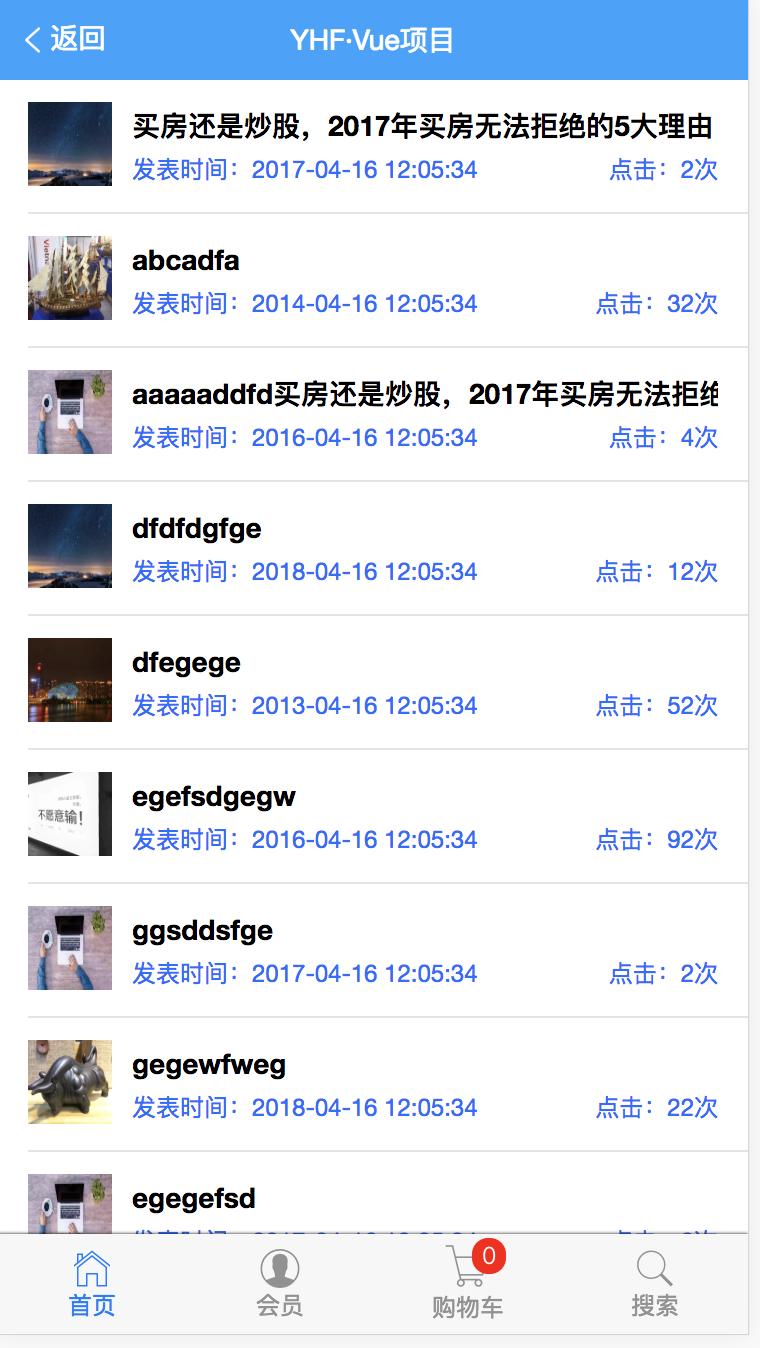 返回
YHF·Vue项目
买房还是炒股，2017年买房无法拒绝的5大理由
发表时间：2017-04-16 12:05:34 点击：2次
Vietn
abcadfa
发表时间：2014-04-16 12:05:34 点击：32次
aaaaaddfd买房还是炒股，2017年买房无法拒绝
发表时间：2016-04-16 12:05:34 点击：4次
dfdfdgfge
发表时间：2018-04-16 12:05:34 点击：12次
dfegege
发表时间：2013-04-16 12:05:34 点击：52次
不愿意输！
egefsdgegw
发表时间：2016-04-16 12:05:34 点击：92次
ggsddsfge
发表时间：2017-04-16 12:05:34 点击：2次
gegewfweg
发表时间：2018-04-16 12:05:34 点击：22次
egegefsd
0
首页 会员 购物车 搜索